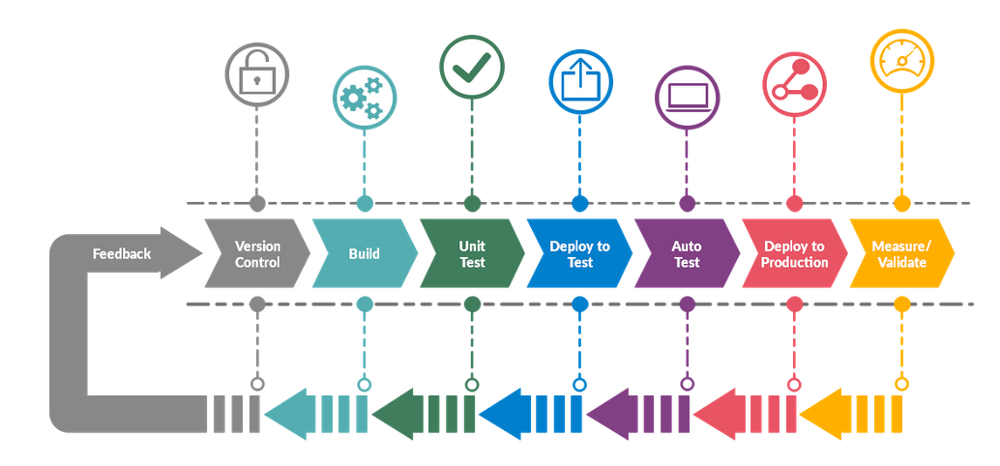 Feedback
Version
Control
Build
Unit
Test
Deploy to
Test
Auto
Test
Deploy to
Production
Measure/
Validate